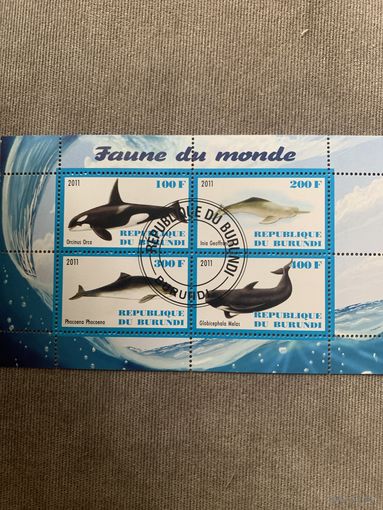 Faune du monde
2011
100 F
Orcinus Orca
REPUBLIQUE
DU BURUNDI
2011
200 F
Inia
REPUBLIQUE
DU BURUNDI
2011
300 F
Phocoena Phocoena
REPUBLIQUE
DU BURUNDI
2011
400 F
Globicephala Melas
REPUBLIQUE
DU BURUNDI
REPUBLIQUE DU BURUNDI
BURUNDI